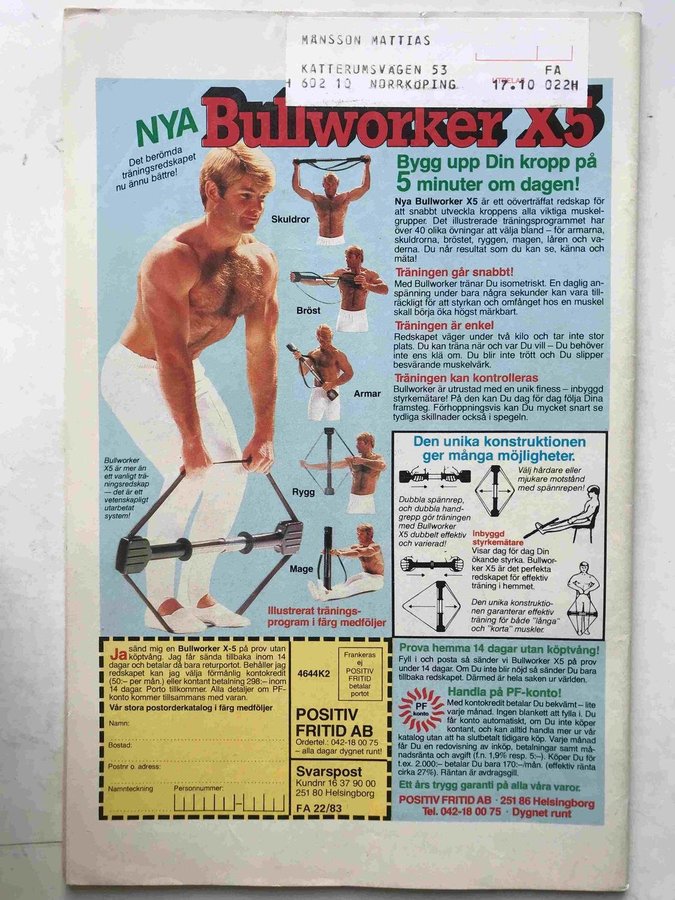 MÅNSSON MATTIAS
KATTERUMSVÄGEN 53 FA
602 10 NORRKÖPING 17.10 022H
NYA Bullworker X5
Det berömda
träningsredskapet
nu ännu bättre!
Bygg upp Din kropp på
5 minuter om dagen!
Nya Bullworker X5 är ett oöverträffat redskap för
att snabbt utveckla kroppens alla viktiga muskel-
grupper. Det illustrerade träningsprogrammet har
över 40 olika övningar att välja bland – för armarna,
skuldrorna, bröstet, ryggen, magen, låren och va-
derna. Du når resultat som du kan se, känna och
mäta!
Träningen går snabbt!
Med Bullworker tränar Du isometriskt. En daglig an-
spänning under bara några sekunder kan vara till-
räckligt för att styrkan och omfånget hos en muskel
skall börja öka högst märkbart.
Träningen är enkel
Redskapet väger under två kilo och tar inte stor
plats. Du kan träna när och var Du vill – Du behöver
inte ens klä om. Du blir inte trött och Du slipper
besvärande muskelvärk.
Träningen kan kontrolleras
Bullworker är utrustad med en unik finess – inbyggd
styrkemätare! På den kan Du dag för dag följa Dina
framsteg. Förhoppningsvis kan Du mycket snart se
tydliga skillnader också i spegeln.
Skuldror
Bröst
Armar
Rygg
Mage
Bullworker
X5 är mer än
ett vanligt trä-
ningsredskap
— det är ett
vetenskapligt
utarbetat
system!
Illustrerat tränings-
program i färg medföljer
Den unika konstruktionen
ger många möjligheter.
Välj hårdare eller
mjukare motstånd
med spännrepen!
Dubbla spännrep,
och dubbla hand-
grepp gör träningen
med Bullworker
X5 dubbelt effektiv
och varierad!
Inbyggd
styrkemätare
Visar dag för dag Din
ökande styrka. Bullwor-
ker X5 är det perfekta
redskapet för effektiv
träning i hemmet.
Den unika konstruktio-
nen garanterar effektiv
träning för både "långa"
och "korta" muskler.
Ja sänd mig en Bullworker X-5 på prov utan
köptvång. Jag får sända tillbaka inom 14
dagar och betalar då bara returportot. Behåller jag
redskapet kan jag välja förmånlig kontokredit
(50:– per mån.) eller kontant betalning 298:– inom
14 dagar. Porto tillkommer. Alla detaljer om PF-
konto kommer tillsammans med varan.
Vår stora postorderkatalog i färg medföljer
Namn:
Bostad:
Postnr o. adress:
Namnteckning Personnummer:
4644K2
Frankeras
ej
POSITIV
FRITID
betalar
portot
POSITIV
FRITID AB
Ordertel.: 042-18 00 75
– alla dagar dygnet runt!
Svarspost
Kundnr 16 37 90 00
251 80 Helsingborg
FA 22/83
Prova hemma 14 dagar utan köptvång!
Fyll i och posta så sänder vi Bullworker X5 på prov
under 14 dagar. Om Du inte blir nöjd så sänder Du bara
tillbaka redskapet. Därmed är hela saken ur världen.
Handla på PF-konto!
PF
konto
Med kontokredit betalar Du bekvämt – lite
varje månad. Ingen blankett att fylla i. Du
får konto automatiskt, om Du inte köper
kontant, och kan alltid handla mer ur vår
katalog utan att ha slutbetalt tidigare köp. Varje månad
får Du en redovisning av inköp, betalningar samt må-
nadsränta och avgift (f.n. 1,9% resp. 5:–). Köper Du för
t.ex. 2.000:– betalar Du bara 170:–/mån. (effektiv ränta
cirka 27%). Räntan är avdragsgill.
Ett års trygg garanti på alla våra varor.
POSITIV FRITID AB · 251 86 Helsingborg
Tel. 042-18 00 75 · Dygnet runt